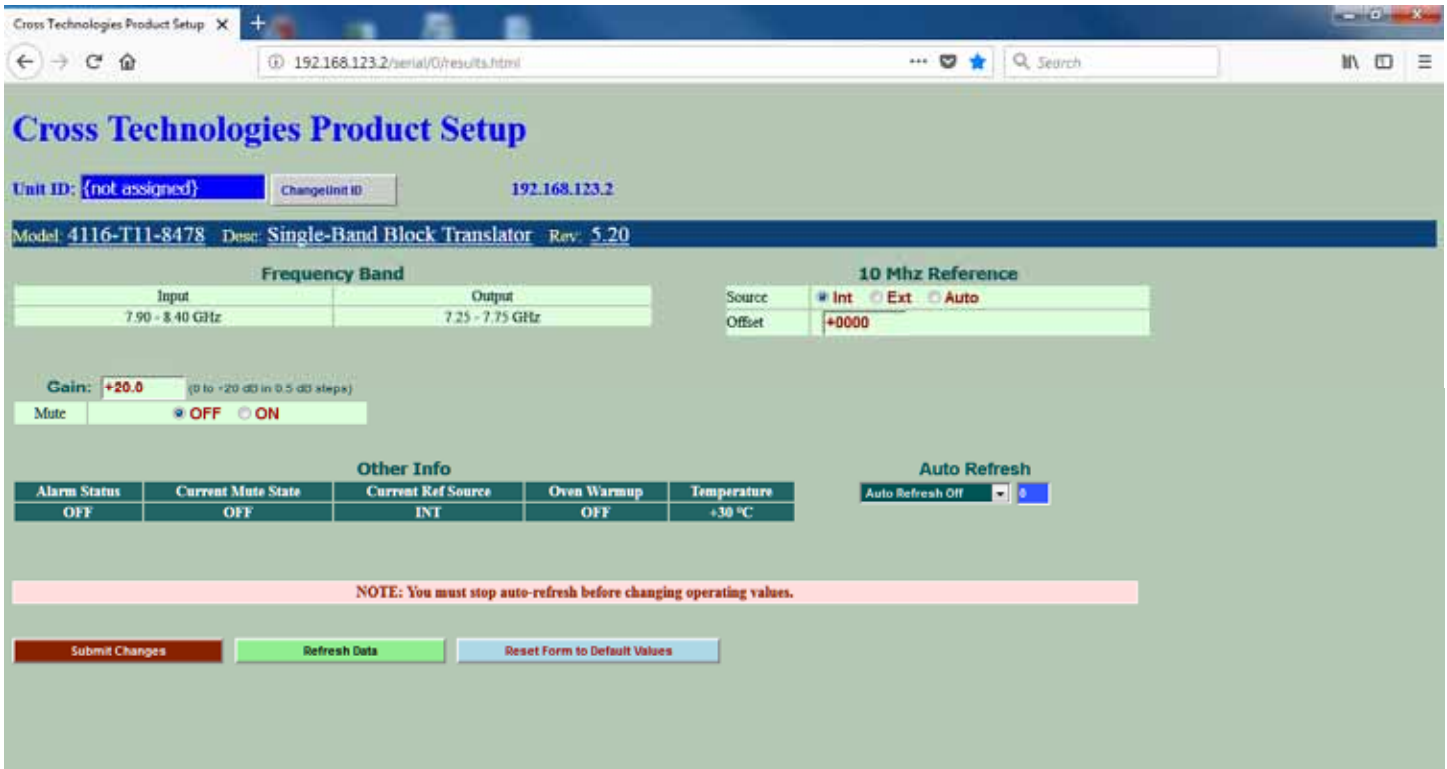 Cross Technologies Product Setup
192.168.123.2/serial/0/results.html
Search
Cross Technologies Product Setup
Unit ID: {not assigned} ChangeUnit ID 192.168.123.2
Model: 4116-T11-8478 Desc: Single-Band Block Translator Rev: 5.20
Frequency Band 10 Mhz Reference
Input Output Source Int Ext Auto
7.90 - 8.40 GHz 7.25 - 7.75 GHz Offset +0000
Gain: +20.0 (0 to +20 dB in 0.5 dB steps)
Mute OFF ON
Other Info Auto Refresh
Alarm Status Current Mute State Current Ref Source Oven Warmup Temperature Auto Refresh Off 0
OFF OFF INT OFF +30 ºC
NOTE: You must stop auto-refresh before changing operating values.
Submit Changes Refresh Data Reset Form to Default Values